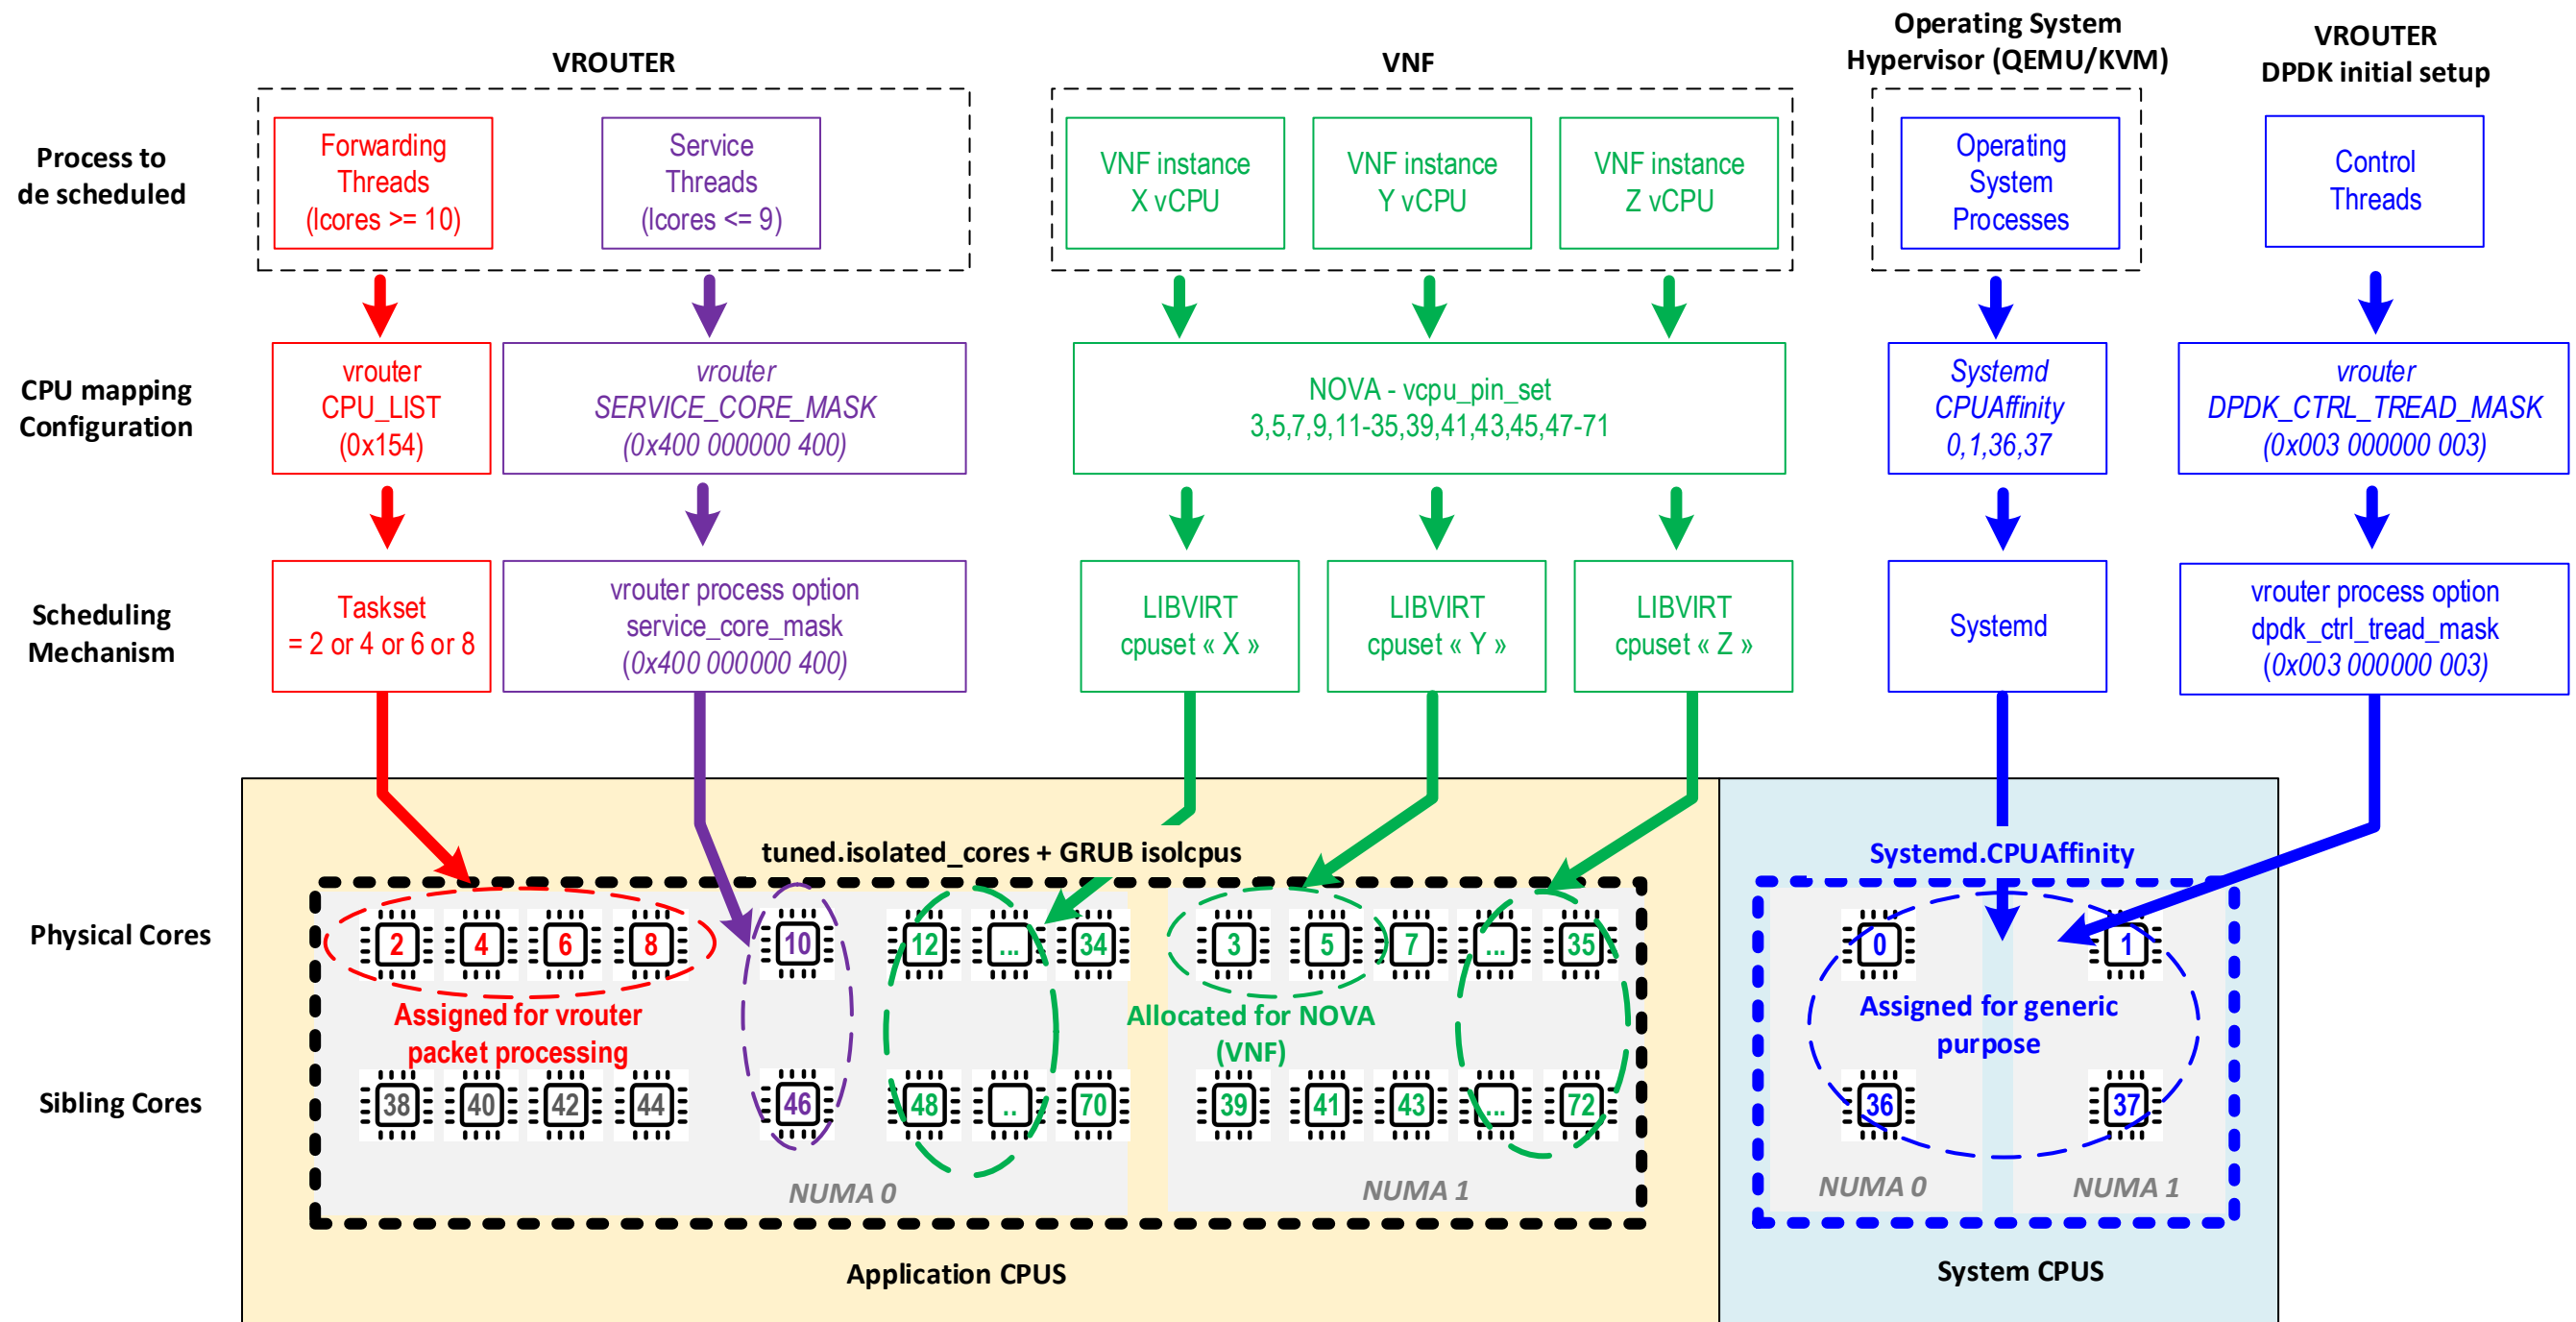 VROUTER
VNF
Operating System
Hypervisor (QEMU/KVM)
VROUTER
DPDK initial setup
Process to
de scheduled
Forwarding
Threads
(lcores >= 10)
Service
Threads
(lcores <= 9)
VNF instance
X vCPU
VNF instance
Y vCPU
VNF instance
Z vCPU
Operating
System
Processes
Control
Threads
CPU mapping
Configuration
vrouter
CPU_LIST
(0x154)
vrouter
SERVICE_CORE_MASK
(0x400 000000 400)
NOVA - vcpu_pin_set
3,5,7,9,11-35,39,41,43,45,47-71
Systemd
CPUAffinity
0,1,36,37
vrouter
DPDK_CTRL_TREAD_MASK
(0x003 000000 003)
Scheduling
Mechanism
Taskset
= 2 or 4 or 6 or 8
vrouter process option
service_core_mask
(0x400 000000 400)
LIBVIRT
cpuset « X »
LIBVIRT
cpuset « Y »
LIBVIRT
cpuset « Z »
Systemd
vrouter process option
dpdk_ctrl_tread_mask
(0x003 000000 003)
tuned.isolated_cores + GRUB isolcpus
Systemd.CPUAffinity
Physical Cores
2 4 6 8 10 12 ... 34 3 5 7 ... 35 0 1
Assigned for vrouter
packet processing
Allocated for NOVA
(VNF)
Assigned for generic
purpose
Sibling Cores
38 40 42 44 46 48 .. 70 39 41 43 ... 72 36 37
NUMA 0
NUMA 1
NUMA 0
NUMA 1
Application CPUS
System CPUS